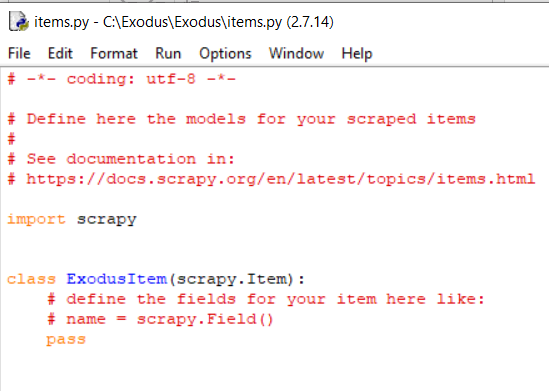 items.py - C:\Exodus\Exodus\items.py (2.7.14)
File Edit Format Run Options Window Help
# -*- coding: utf-8 -*-
# Define here the models for your scraped items
#
# See documentation in:
# https://docs.scrapy.org/en/latest/topics/items.html
import scrapy
class ExodusItem(scrapy.Item):
    # define the fields for your item here like:
    # name = scrapy.Field()
    pass